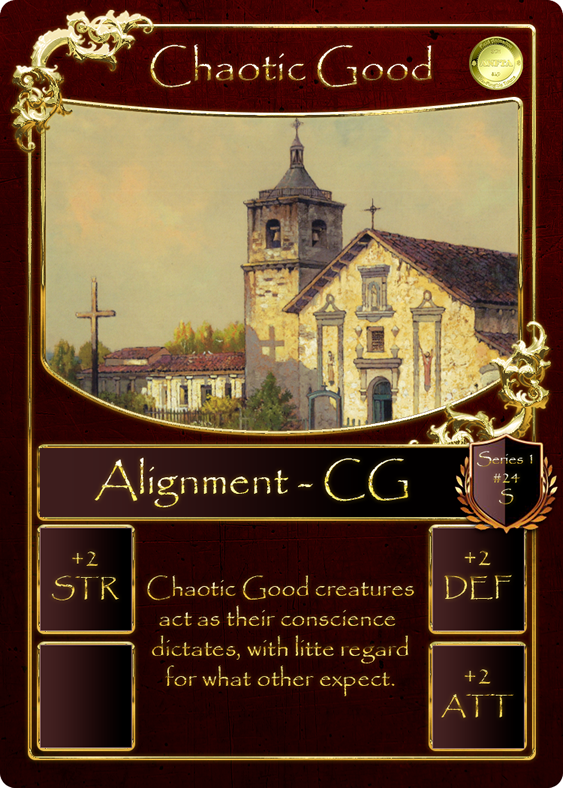 Chaotic Good
Alignment - CG
Series 1
#24
S
+2
STR
+2
DEF
Chaotic Good creatures
act as their conscience
dictates, with litte regard
for what other expect.
+2
ATT